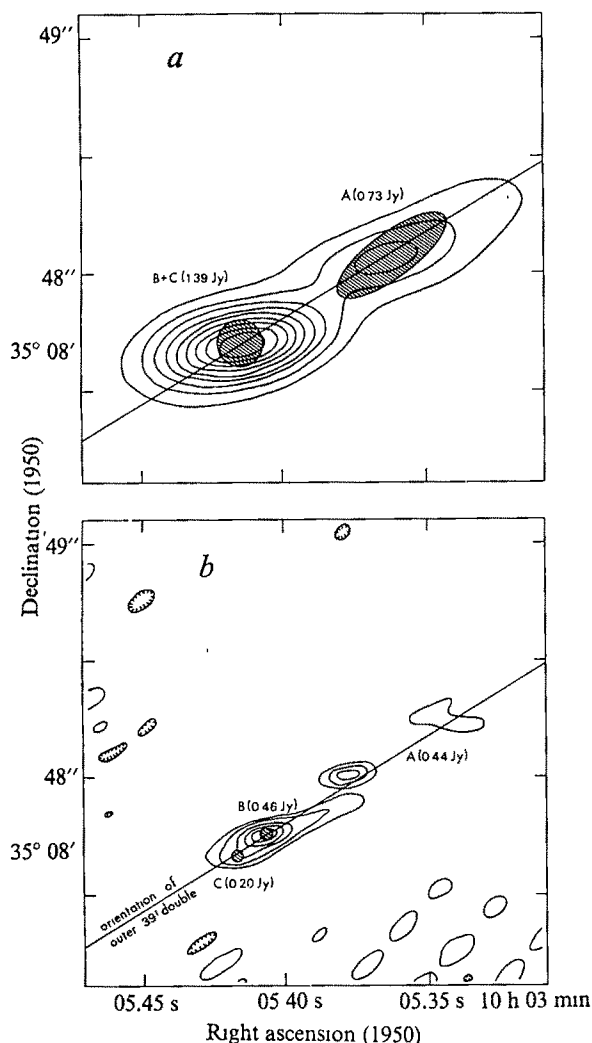 49"
a
A (0 73 Jy)
B+C (1 39 Jy)
48"
35° 08'
Declination (1950)
49"
b
48"
A (0 44 Jy)
B (0 46 Jy)
35° 08'
C (0 20 Jy)
orientation of
outer 39" double
05.45 s 05 40 s 05.35 s 10 h 03 min
Right ascension (1950)